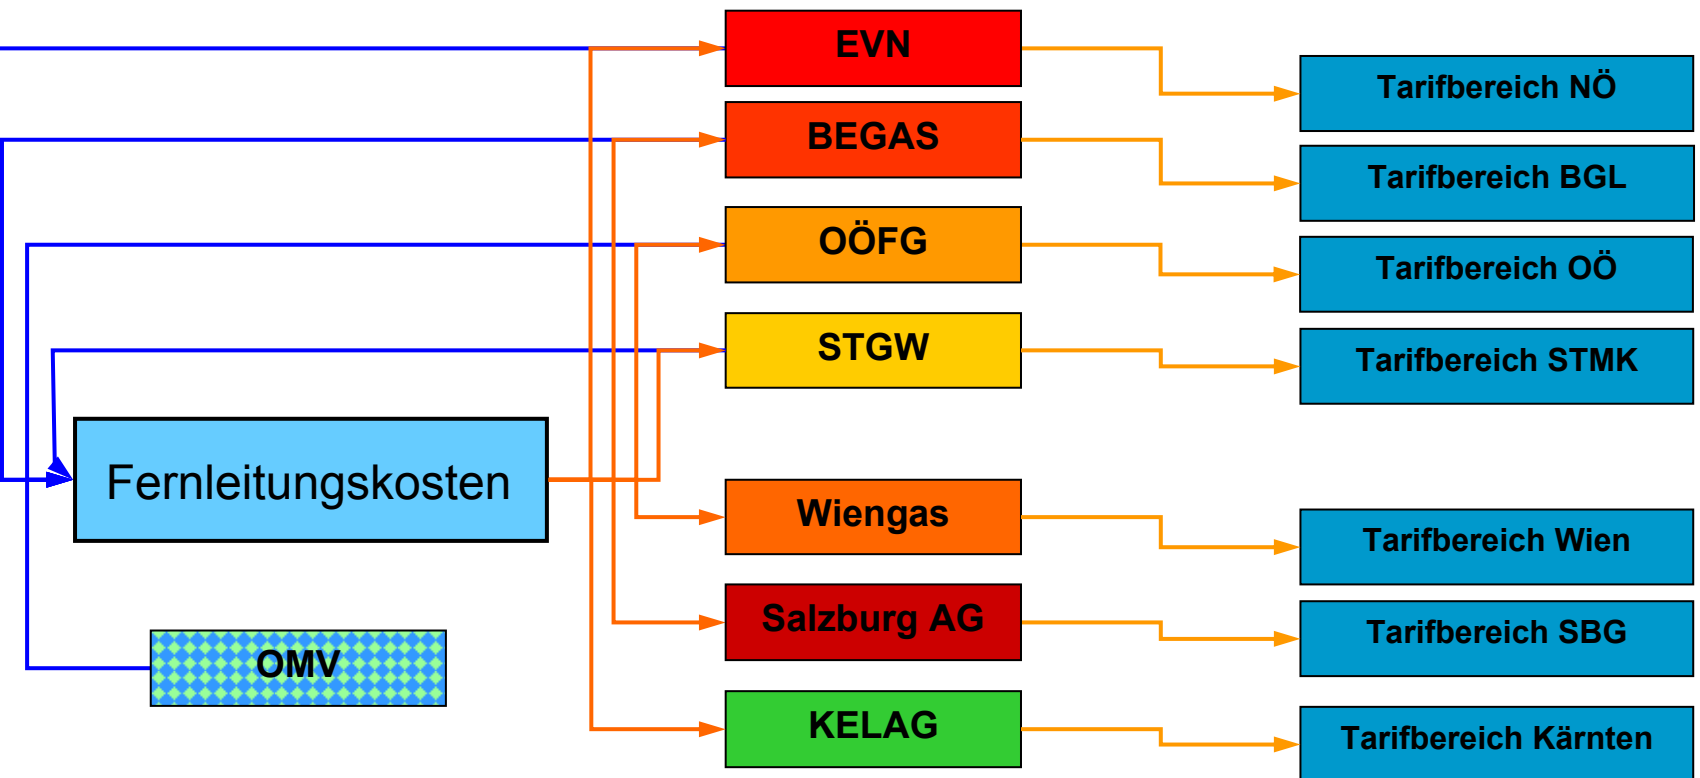 EVN
Tarifbereich NÖ
BEGAS
Tarifbereich BGL
OÖFG
Tarifbereich OÖ
STGW
Tarifbereich STMK
Fernleitungskosten
Wiengas
Tarifbereich Wien
Salzburg AG
Tarifbereich SBG
OMV
KELAG
Tarifbereich Kärnten